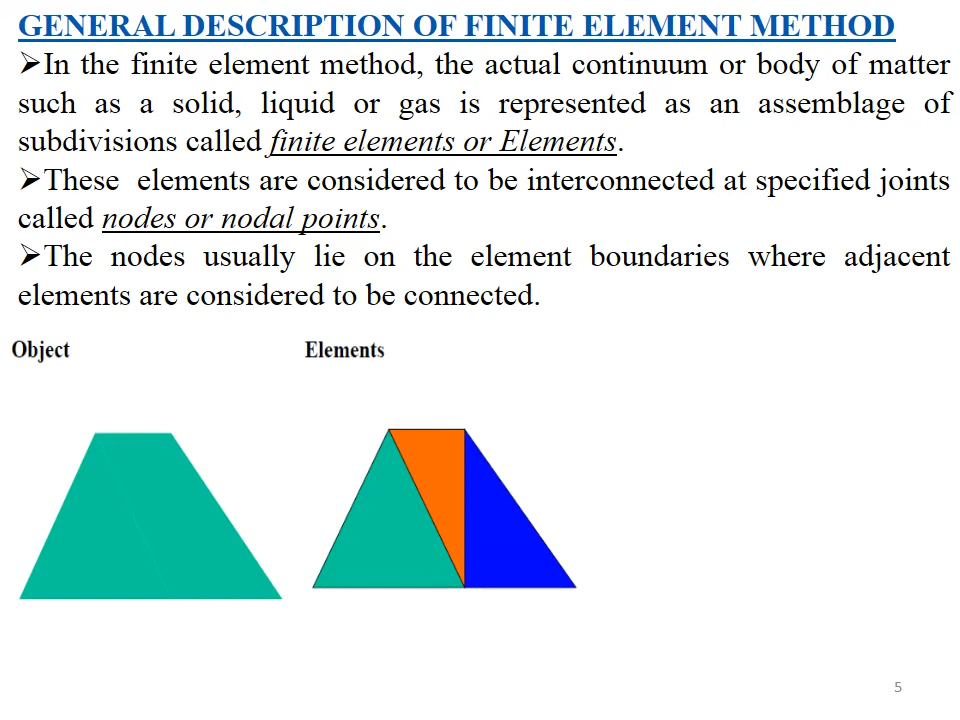 GENERAL DESCRIPTION OF FINITE ELEMENT METHOD
➢In the finite element method, the actual continuum or body of matter
such as a solid, liquid or gas is represented as an assemblage of
subdivisions called finite elements or Elements.
➢These elements are considered to be interconnected at specified joints
called nodes or nodal points.
➢The nodes usually lie on the element boundaries where adjacent
elements are considered to be connected.
Object
Elements
5